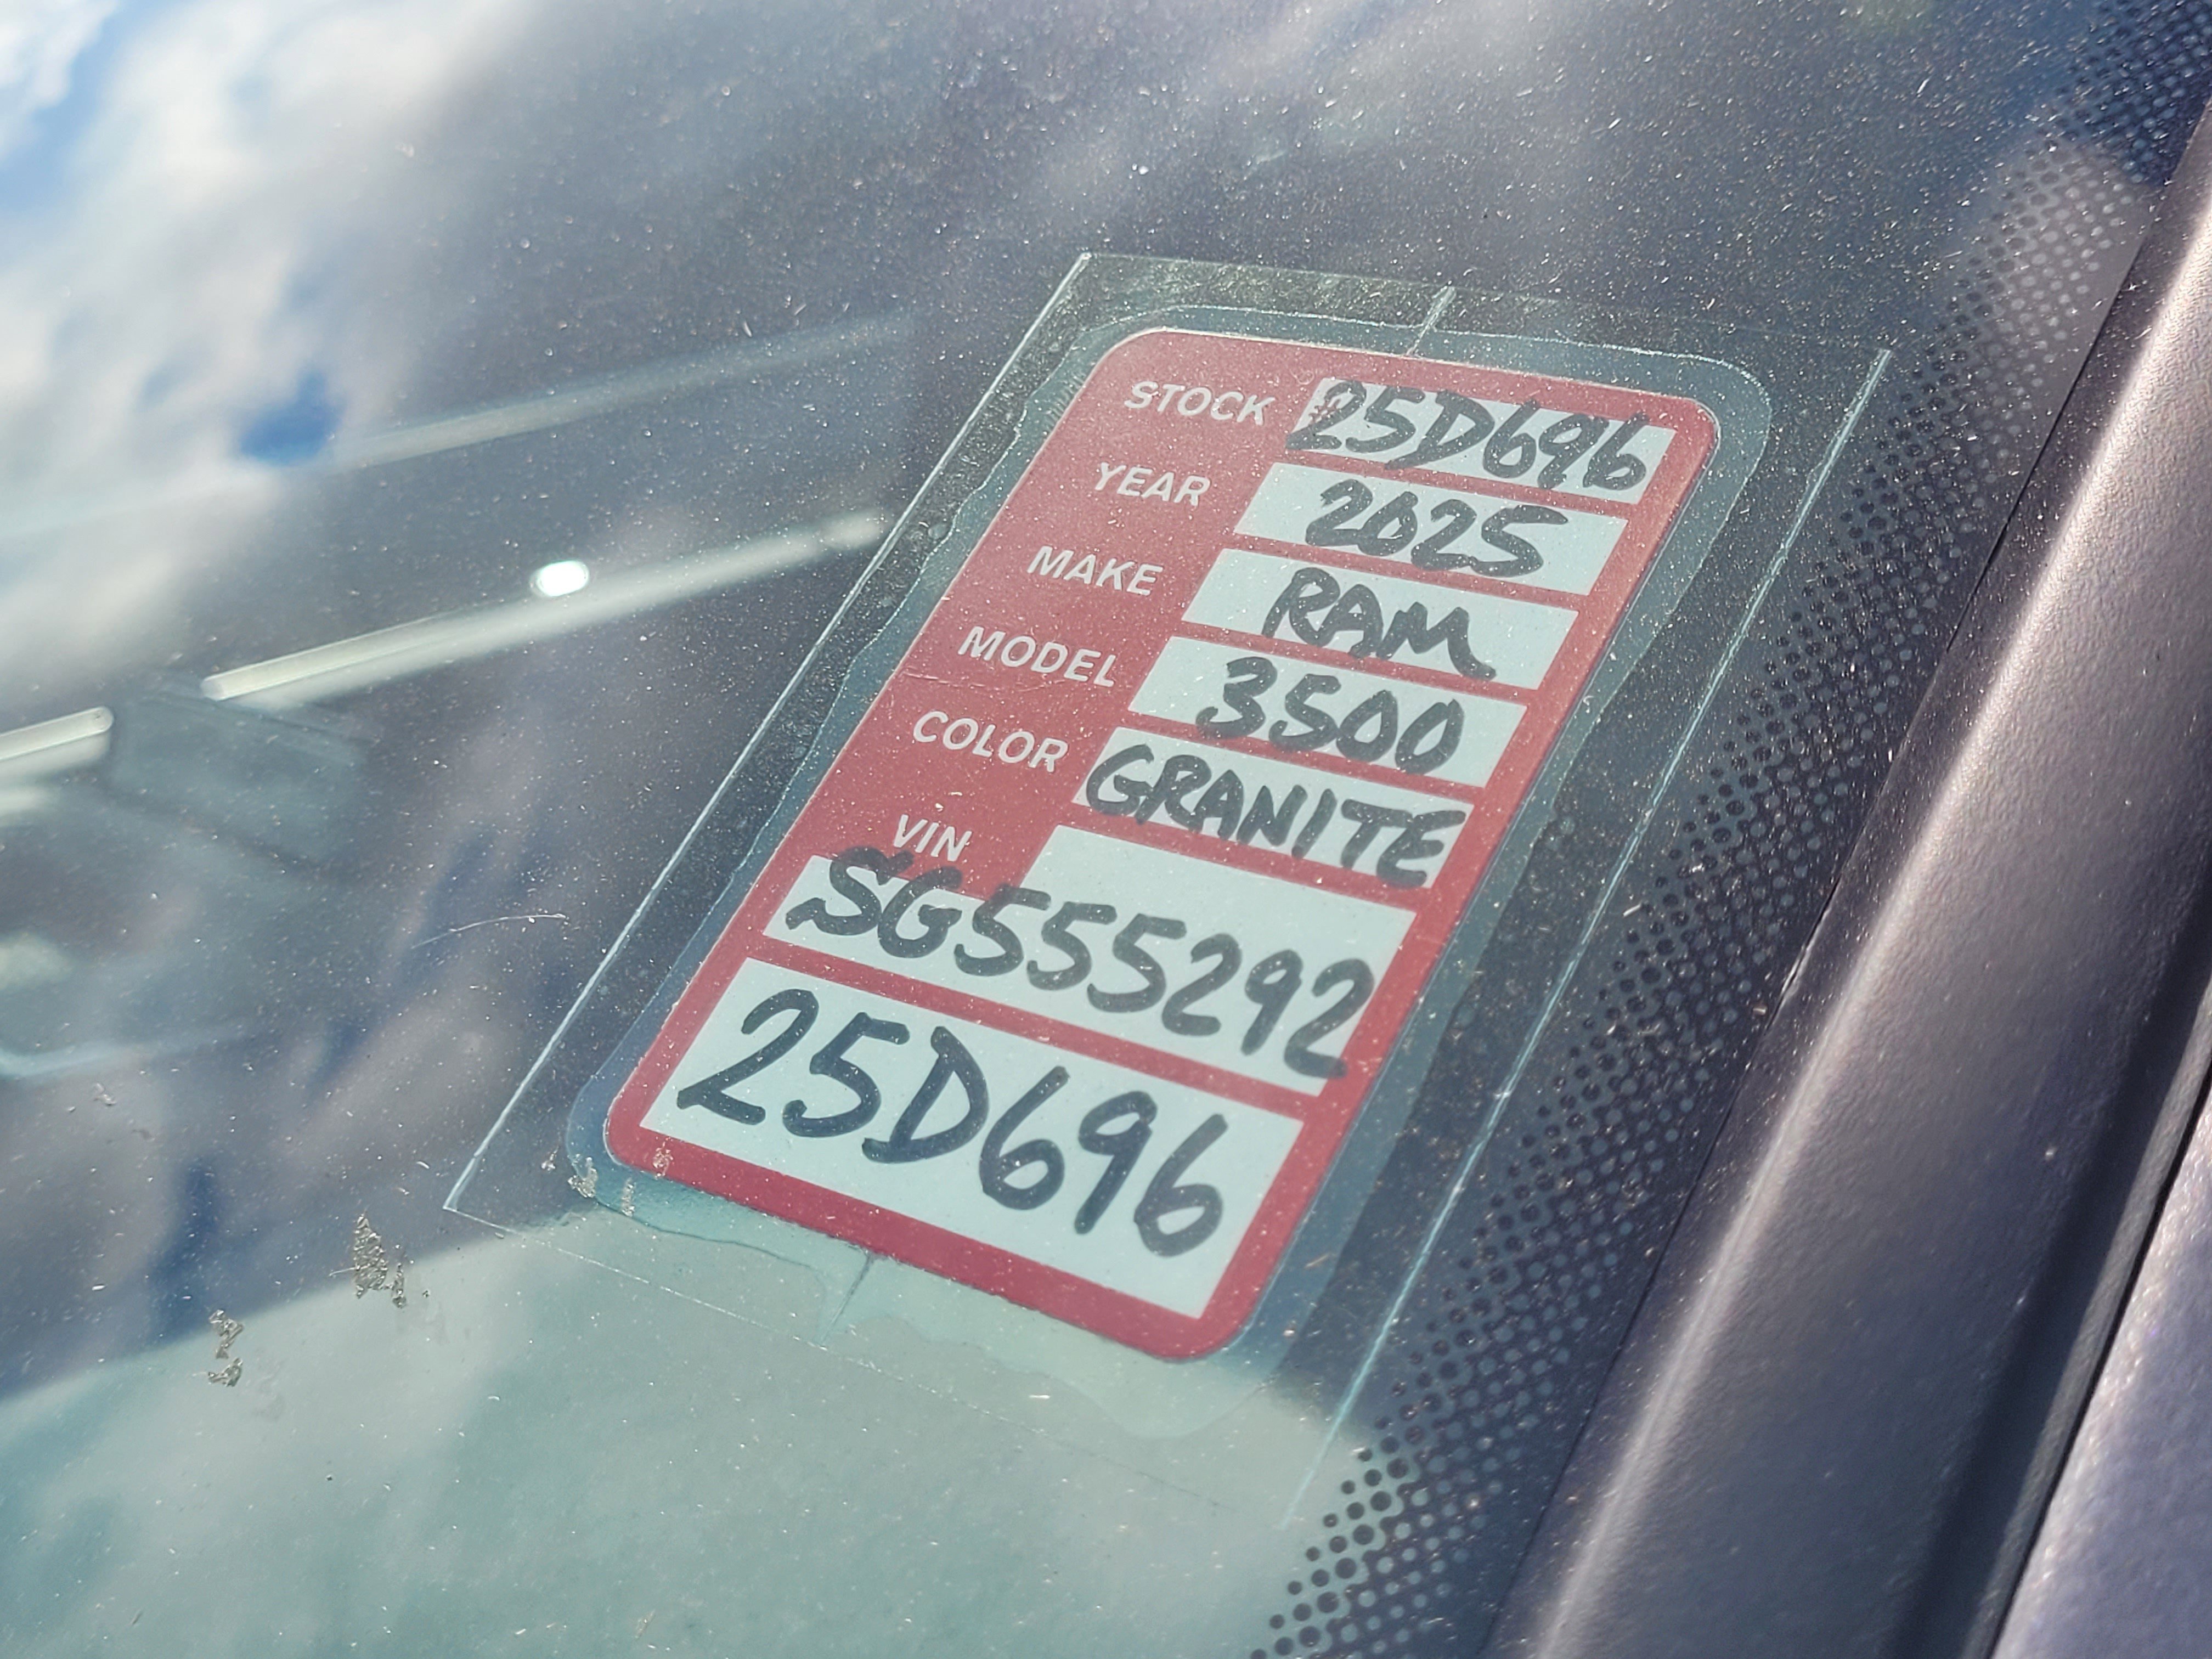 STOCK #25D696
YEAR 2025
MAKE RAM
MODEL 3500
COLOR GRANITE
VIN
SG555292
25D696